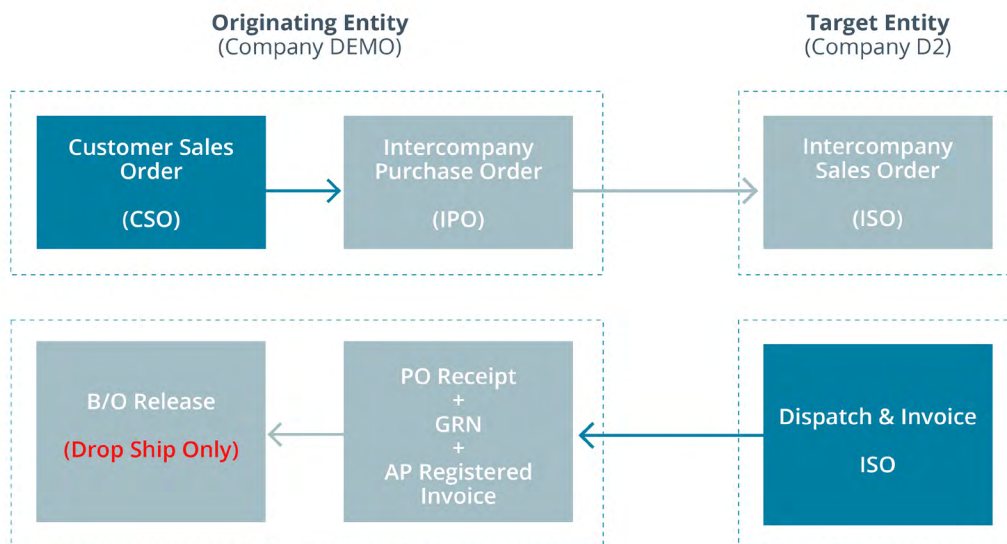 Originating Entity
(Company DEMO)
Target Entity
(Company D2)
Customer Sales
Order
(CSO)
Intercompany
Purchase Order
(IPO)
Intercompany
Sales Order
(ISO)
B/O Release
(Drop Ship Only)
PO Receipt
+
GRN
+
AP Registered
Invoice
Dispatch & Invoice
ISO